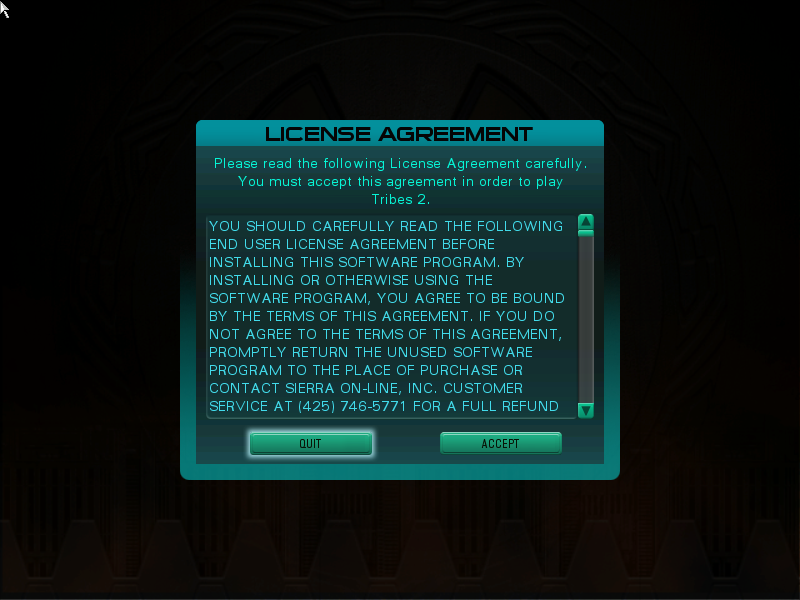 LICENSE AGREEMENT
Please read the following License Agreement carefully.
You must accept this agreement in order to play
Tribes 2.
YOU SHOULD CAREFULLY READ THE FOLLOWING
END USER LICENSE AGREEMENT BEFORE
INSTALLING THIS SOFTWARE PROGRAM. BY
INSTALLING OR OTHERWISE USING THE
SOFTWARE PROGRAM, YOU AGREE TO BE BOUND
BY THE TERMS OF THIS AGREEMENT. IF YOU DO
NOT AGREE TO THE TERMS OF THIS AGREEMENT,
PROMPTLY RETURN THE UNUSED SOFTWARE
PROGRAM TO THE PLACE OF PURCHASE OR
CONTACT SIERRA ON-LINE, INC. CUSTOMER
SERVICE AT (425) 746-5771 FOR A FULL REFUND
QUIT
ACCEPT